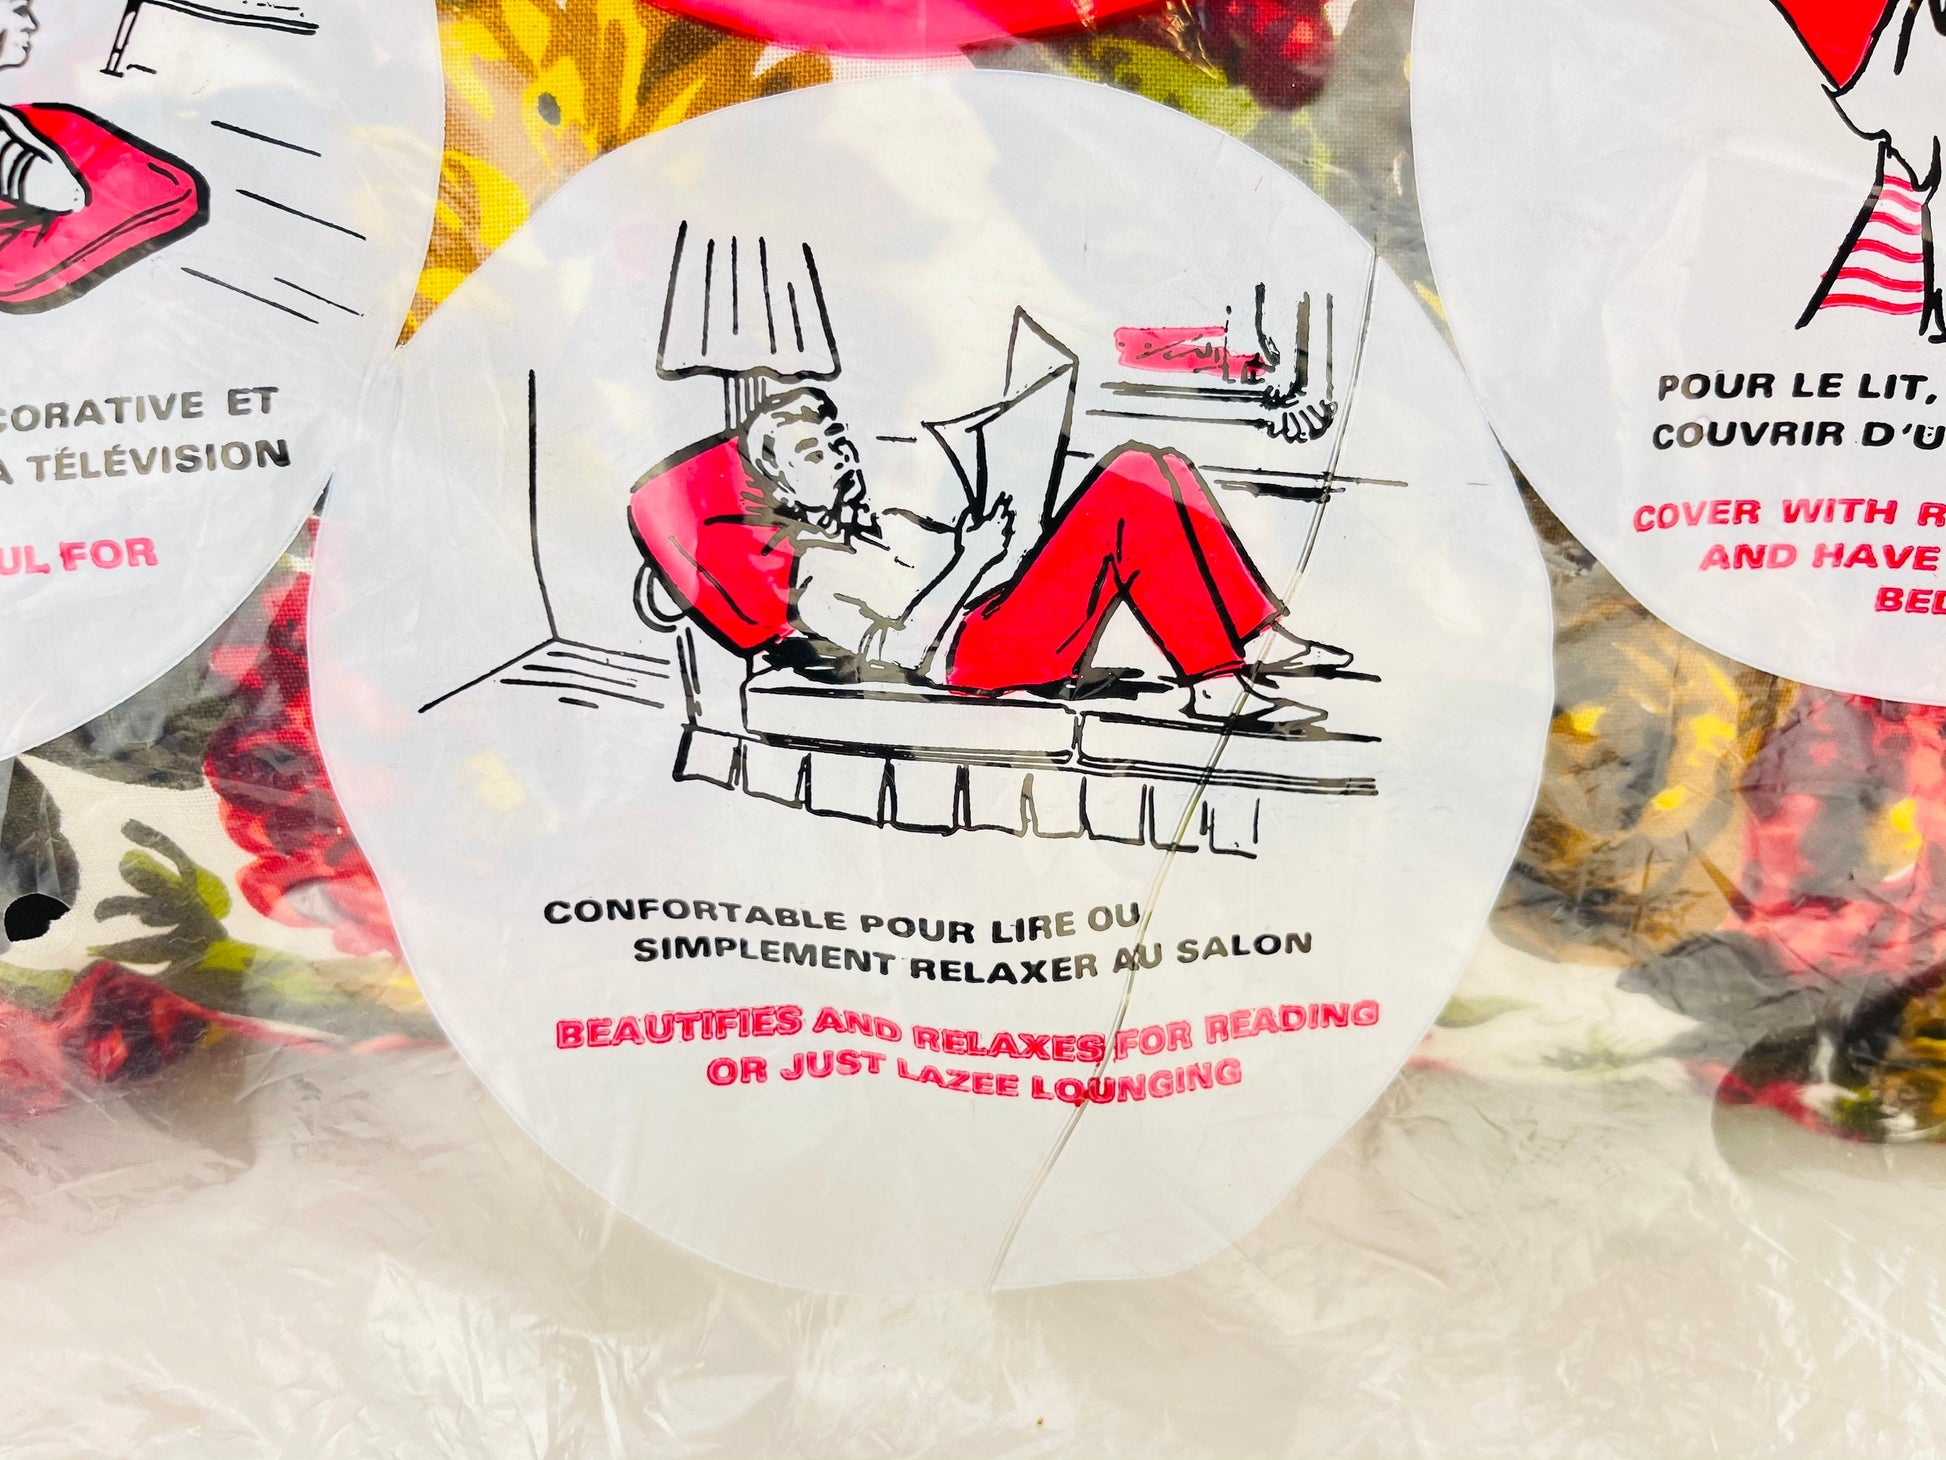 CORATIVE ET
A TÉLÉVISION
UL FOR
CONFORTABLE POUR LIRE OU
SIMPLEMENT RELAXER AU SALON
BEAUTIFIES AND RELAXES FOR READING
OR JUST LAZEE LOUNGING
POUR LE LIT,
COUVRIR D'U
COVER WITH R
AND HAVE
BED